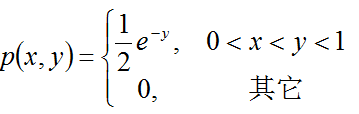 p(x, y) = { 1/2 e^{-y}, 0 < x < y < 1
0, 其它